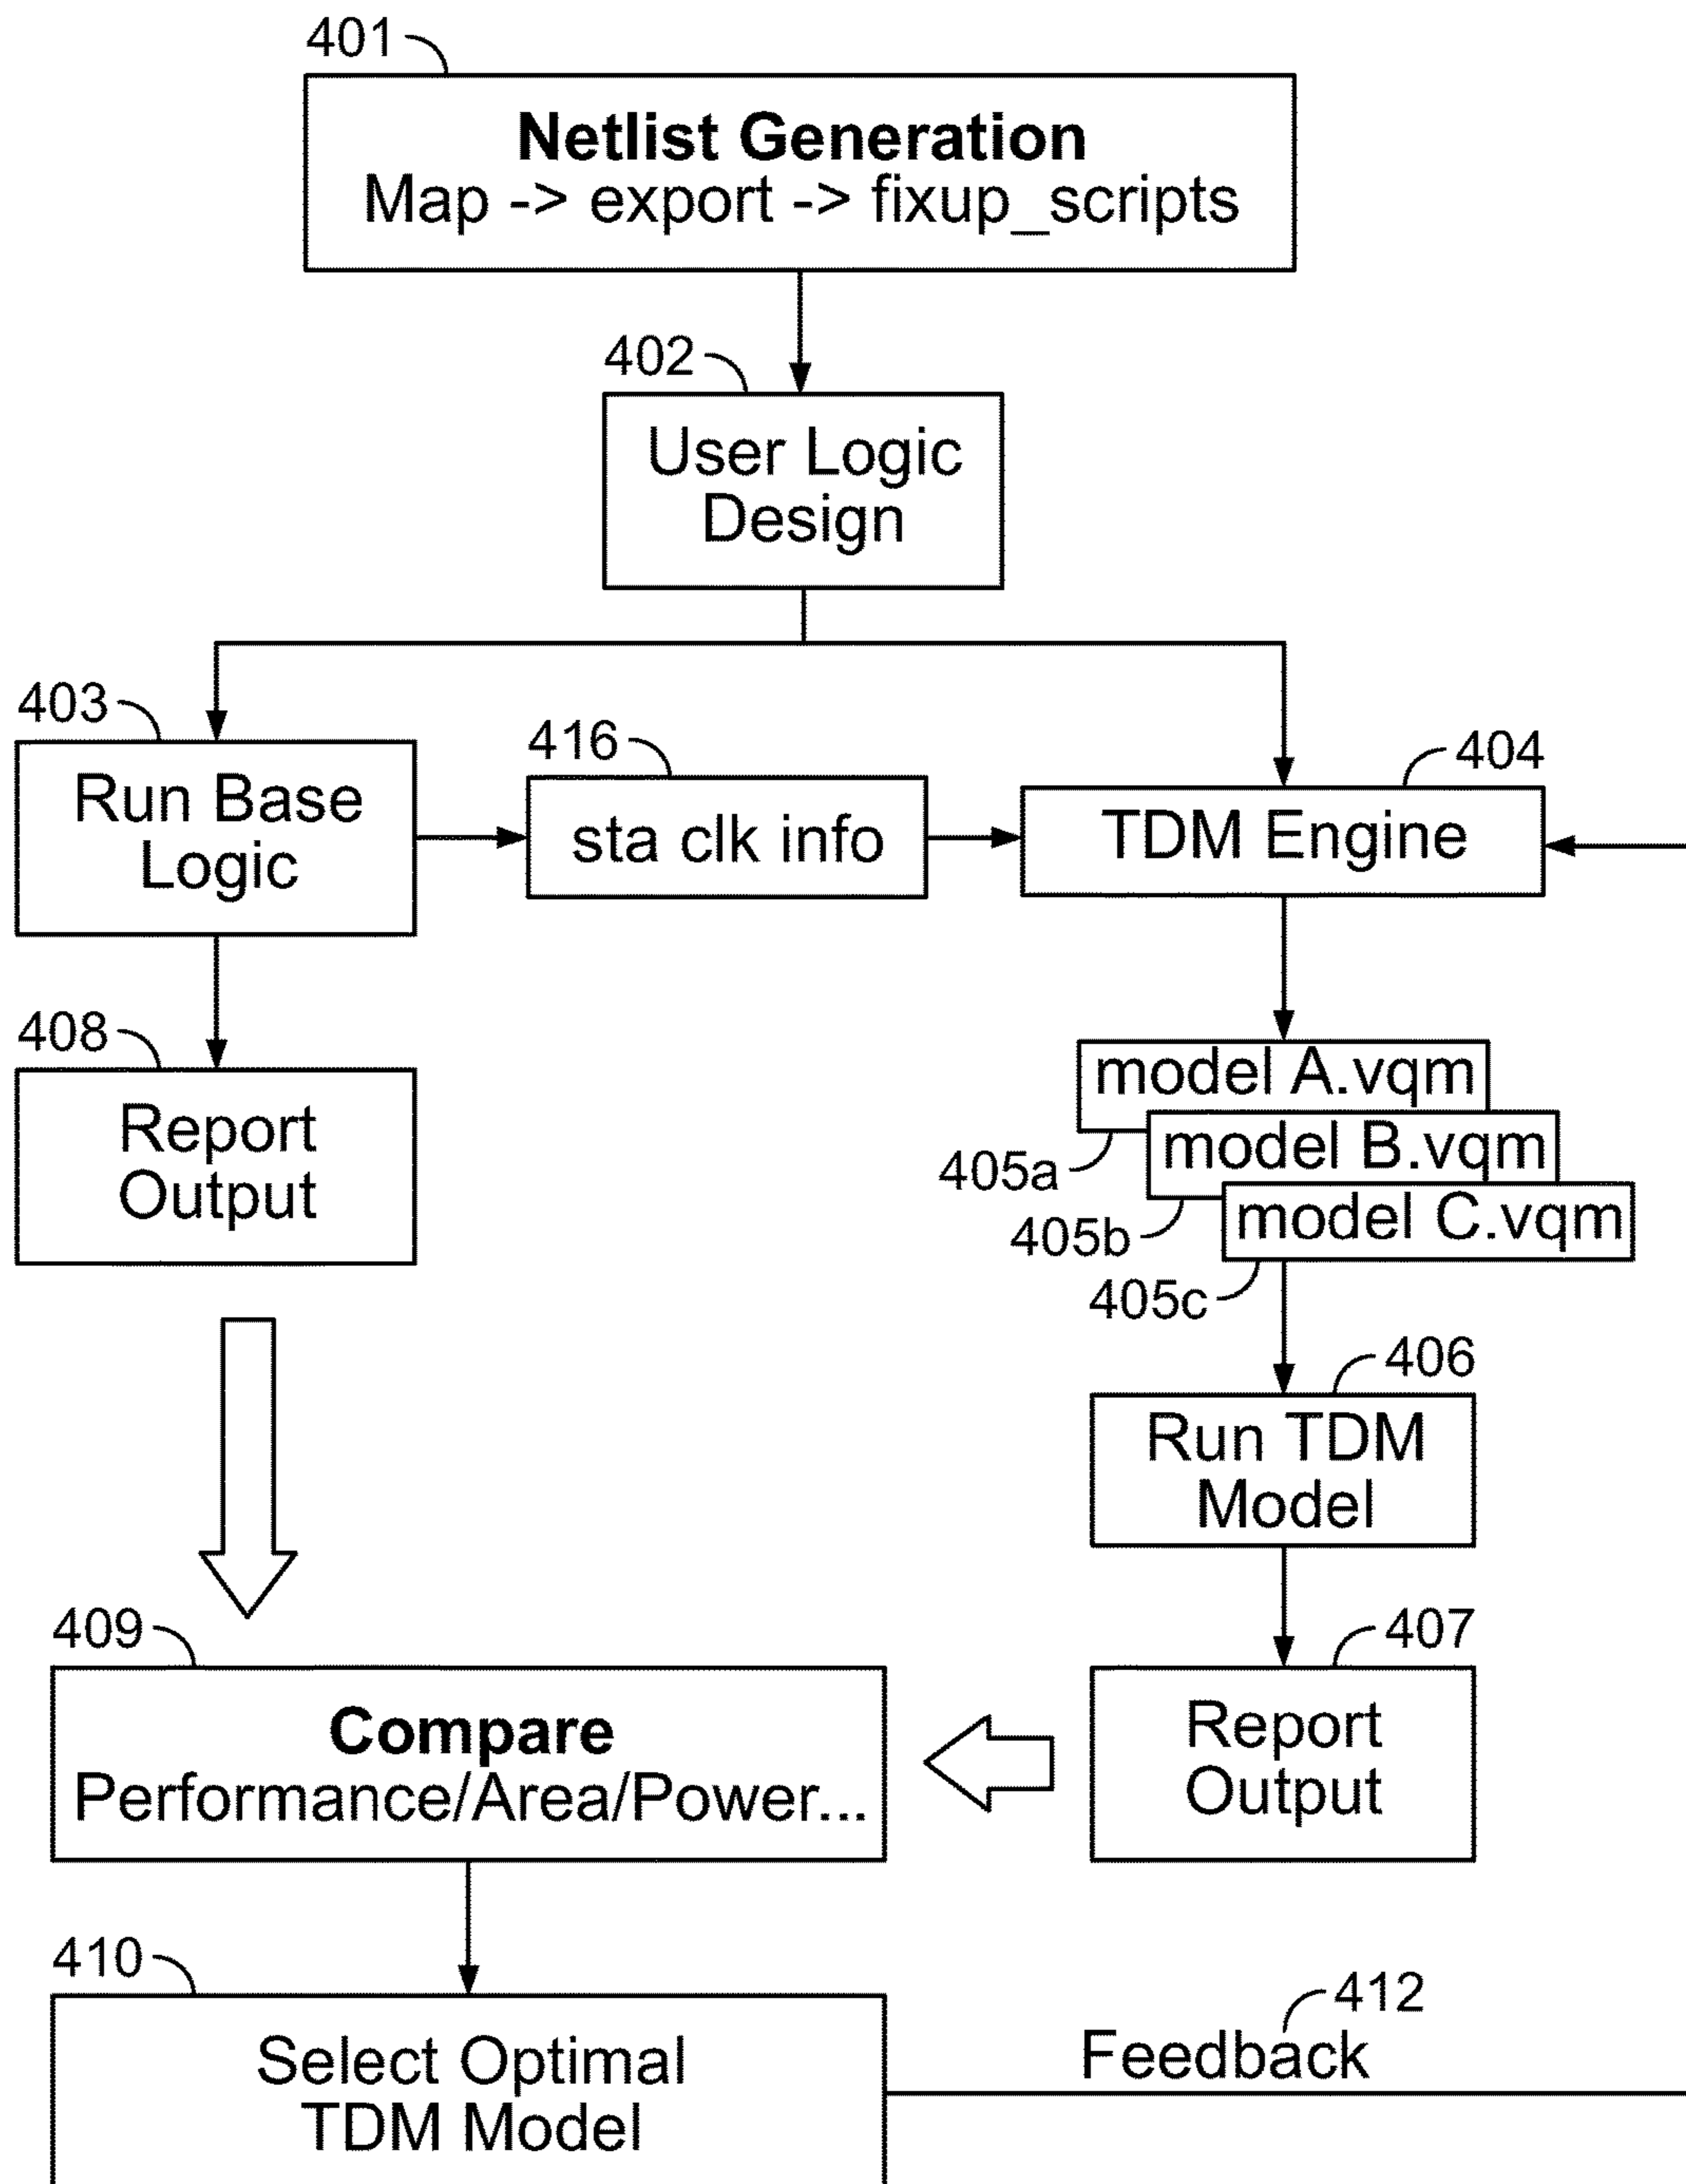 401
Netlist Generation
Map -> export -> fixup_scripts
402
User Logic
Design
403
Run Base
Logic
416
sta clk info
404
TDM Engine
408
Report
Output
model A.vqm
405a
model B.vqm
405b
model C.vqm
405c
406
Run TDM
Model
409
Compare
Performance/Area/Power...
407
Report
Output
410
Select Optimal
TDM Model
412
Feedback